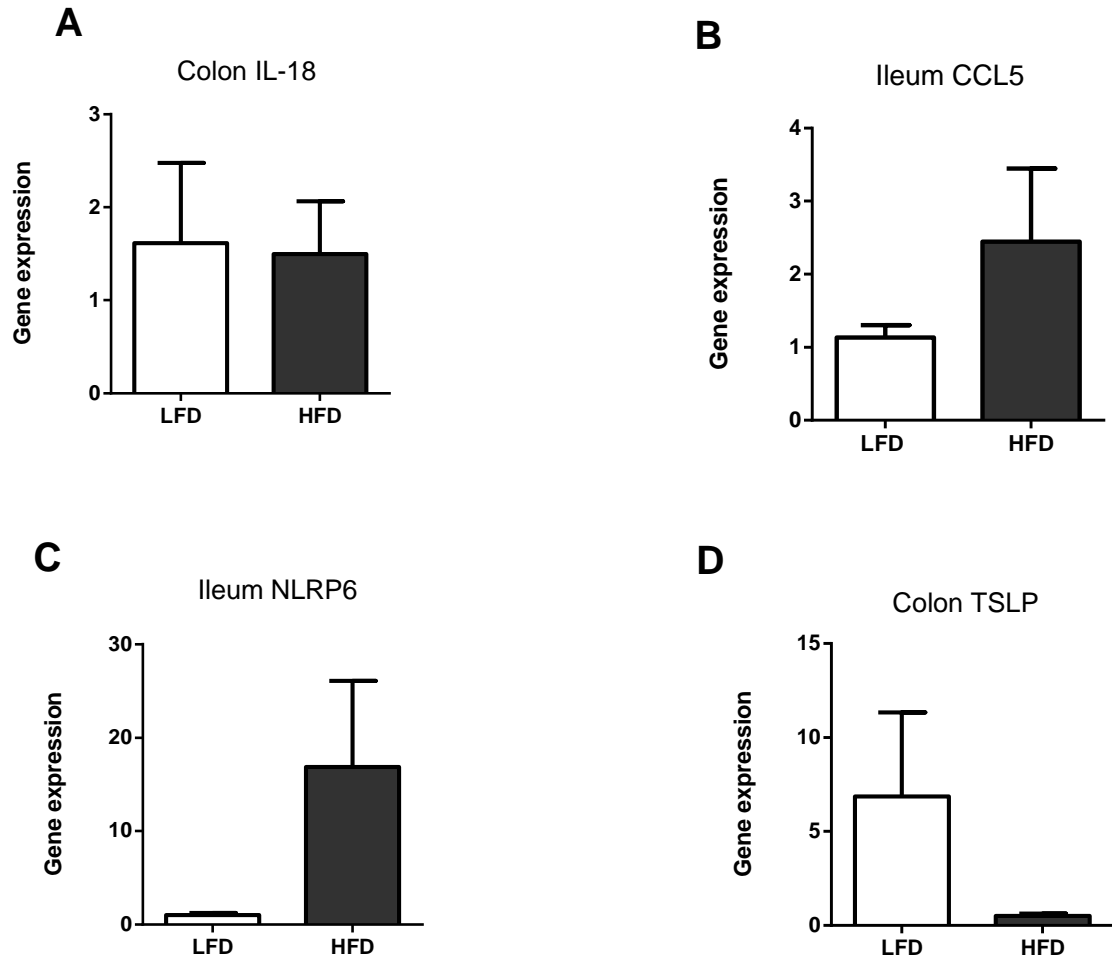 A
Colon IL-18
Gene expression
3
2
1
0
LFD HFD
B
Ileum CCL5
Gene expression
4
3
2
1
0
LFD HFD
C
Ileum NLRP6
Gene expression
30
20
10
0
LFD HFD
D
Colon TSLP
Gene expression
15
10
5
0
LFD HFD